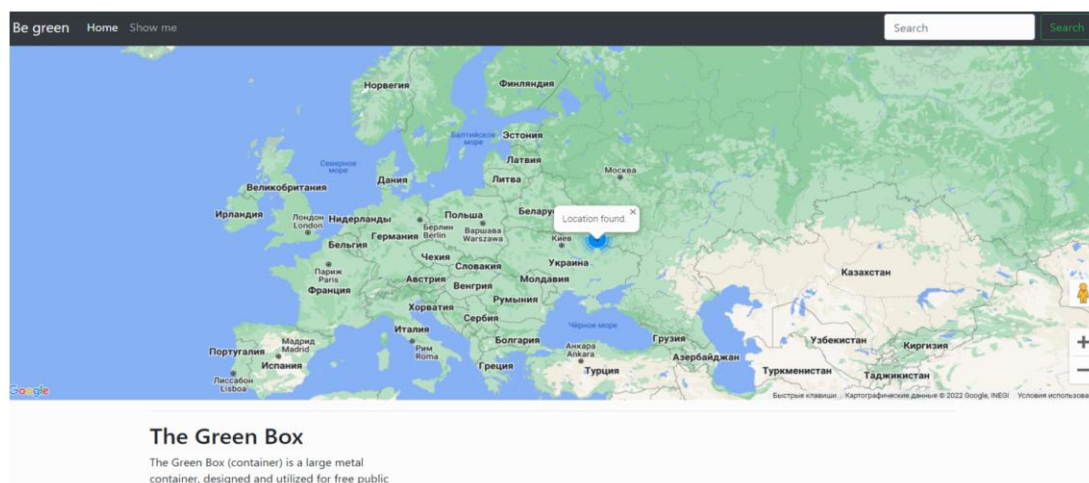 Be green Home Show me Search Search
Норвегия
Финляндия
Балтийское
море
Эстония
Северное
море
Латвия
Москва
Дания
Литва
Великобритания
Ирландия
Лондон
London
Нидерланды
Берлин
Berlin
Польша
Варшава
Warszawa
Беларус
Location found. ×
Германия
Бельгия
Киев
Чехия
Украина
Париж
Paris
Словакия
Казахстан
Австрия
Венгрия
Молдавия
Франция
Румыния
Хорватия
Сербия
Чёрное море
Италия
Болгария
Грузия
Узбекистан
Киргизия
Мадрид
Madrid
Португалия
Рим
Roma
Анкара
Ankara
Азербайджан
Испания
Греция
Турция
Туркменистан
Таджикистан
Лиссабон
Lisboa
Google
Быстрые клавиши Картографические данные © 2022 Google, INEGI Условия использова
The Green Box
The Green Box (container) is a large metal
container, designed and utilized for free public